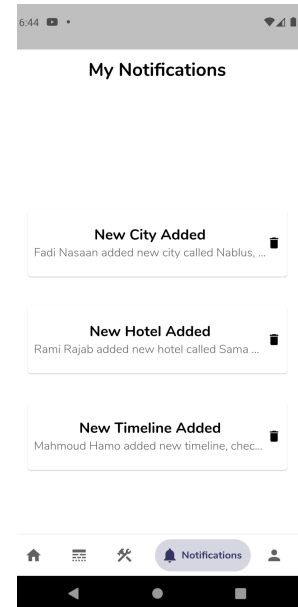 6:44
My Notifications
New City Added
Fadi Nasaan added new city called Nablus, ...
New Hotel Added
Rami Rajab added new hotel called Sama ...
New Timeline Added
Mahmoud Hamo added new timeline, chec...
Notifications